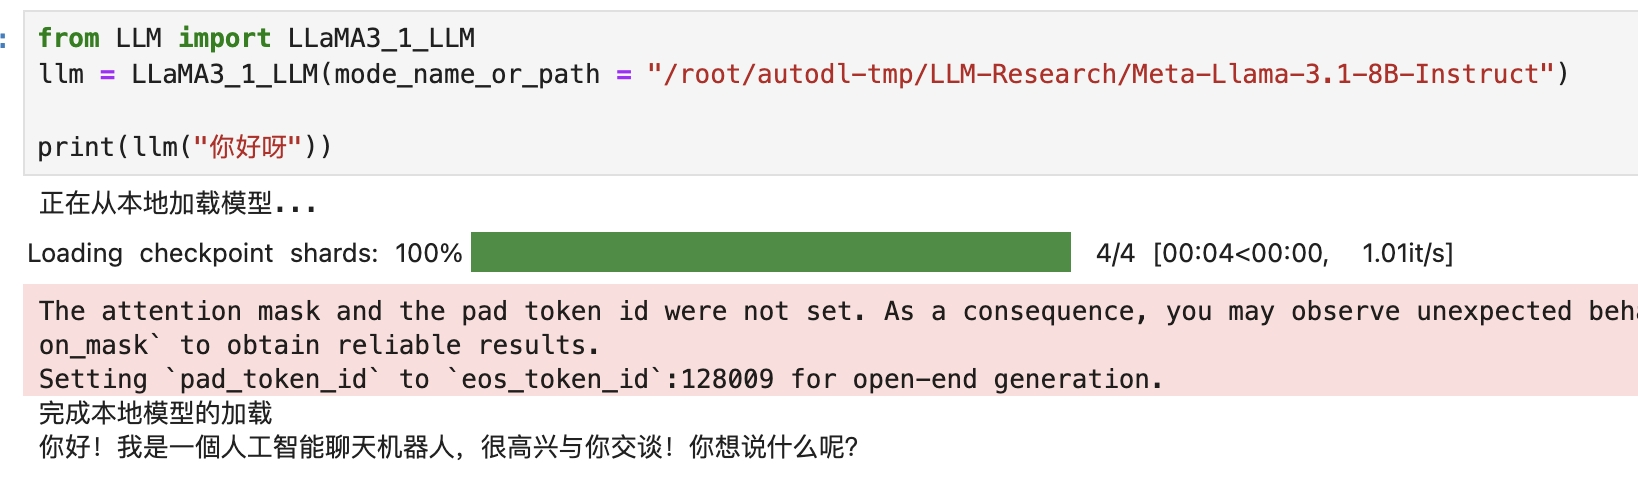 :
from LLM import LLaMA3_1_LLM
llm = LLaMA3_1_LLM(mode_name_or_path = "/root/autodl-tmp/LLM-Research/Meta-Llama-3.1-8B-Instruct")
print(llm("你好呀"))
正在从本地加载模型...
Loading checkpoint shards: 100% 4/4 [00:04<00:00, 1.01it/s]
The attention mask and the pad token id were not set. As a consequence, you may observe unexpected beha
on_mask` to obtain reliable results.
Setting `pad_token_id` to `eos_token_id`:128009 for open-end generation.
完成本地模型的加载
你好！我是一個人工智能聊天机器人，很高兴与你交谈！你想说什么呢？